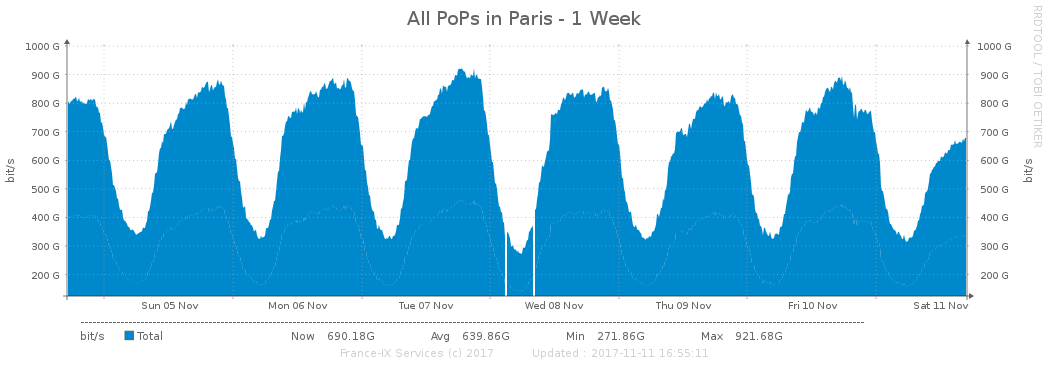 All PoPs in Paris - 1 Week
RRDTOOL / TOBI OETIKER
1000 G
900 G
800 G
700 G
600 G
500 G
400 G
300 G
200 G
bit/s
1000 G
900 G
800 G
700 G
600 G
500 G
400 G
300 G
200 G
bit/s
Sun 05 Nov Mon 06 Nov Tue 07 Nov Wed 08 Nov Thu 09 Nov Fri 10 Nov Sat 11 Nov
bit/s Total Now 690.18G Avg 639.86G Min 271.86G Max 921.68G
France-IX Services (c) 2017 Updated : 2017-11-11 16:55:11